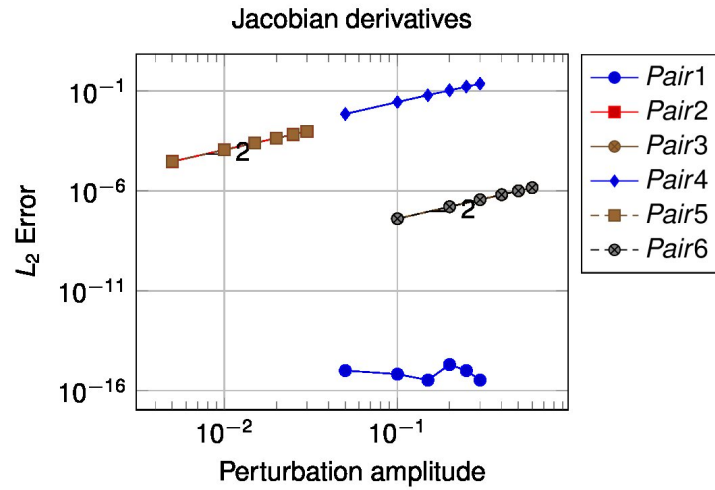 Jacobian derivatives
10⁻¹
10⁻⁶
10⁻¹¹
10⁻¹⁶
L₂ Error
2
2
10⁻²
10⁻¹
Perturbation amplitude
Pair1
Pair2
Pair3
Pair4
Pair5
Pair6